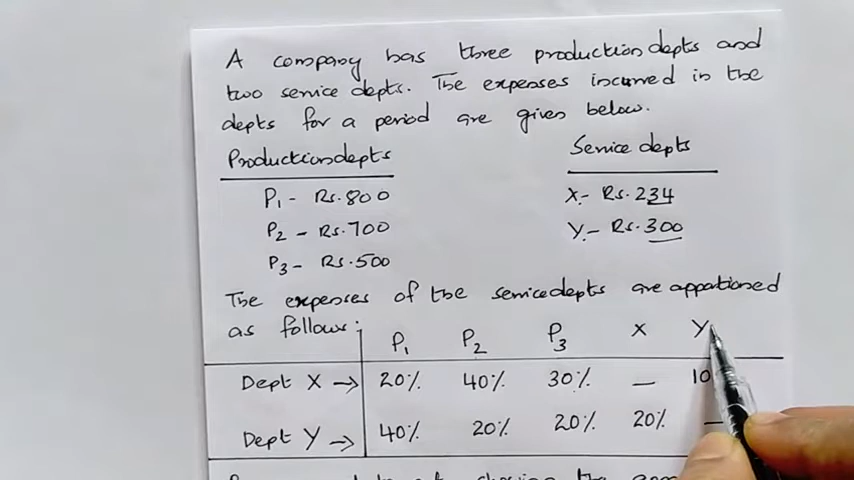 A company has three production depts and
two service depts. The expenses incurred in the
depts for a period are given below.
Production depts Service depts
P1 - Rs.800 X - Rs.234
P2 - Rs.700 Y - Rs.300
P3 - Rs.500
The expenses of the service depts are apportioned
as follows:
P1 P2 P3 X Y
Dept X → 20% 40% 30% — 10
Dept Y → 40% 20% 20% 20% —
showing the